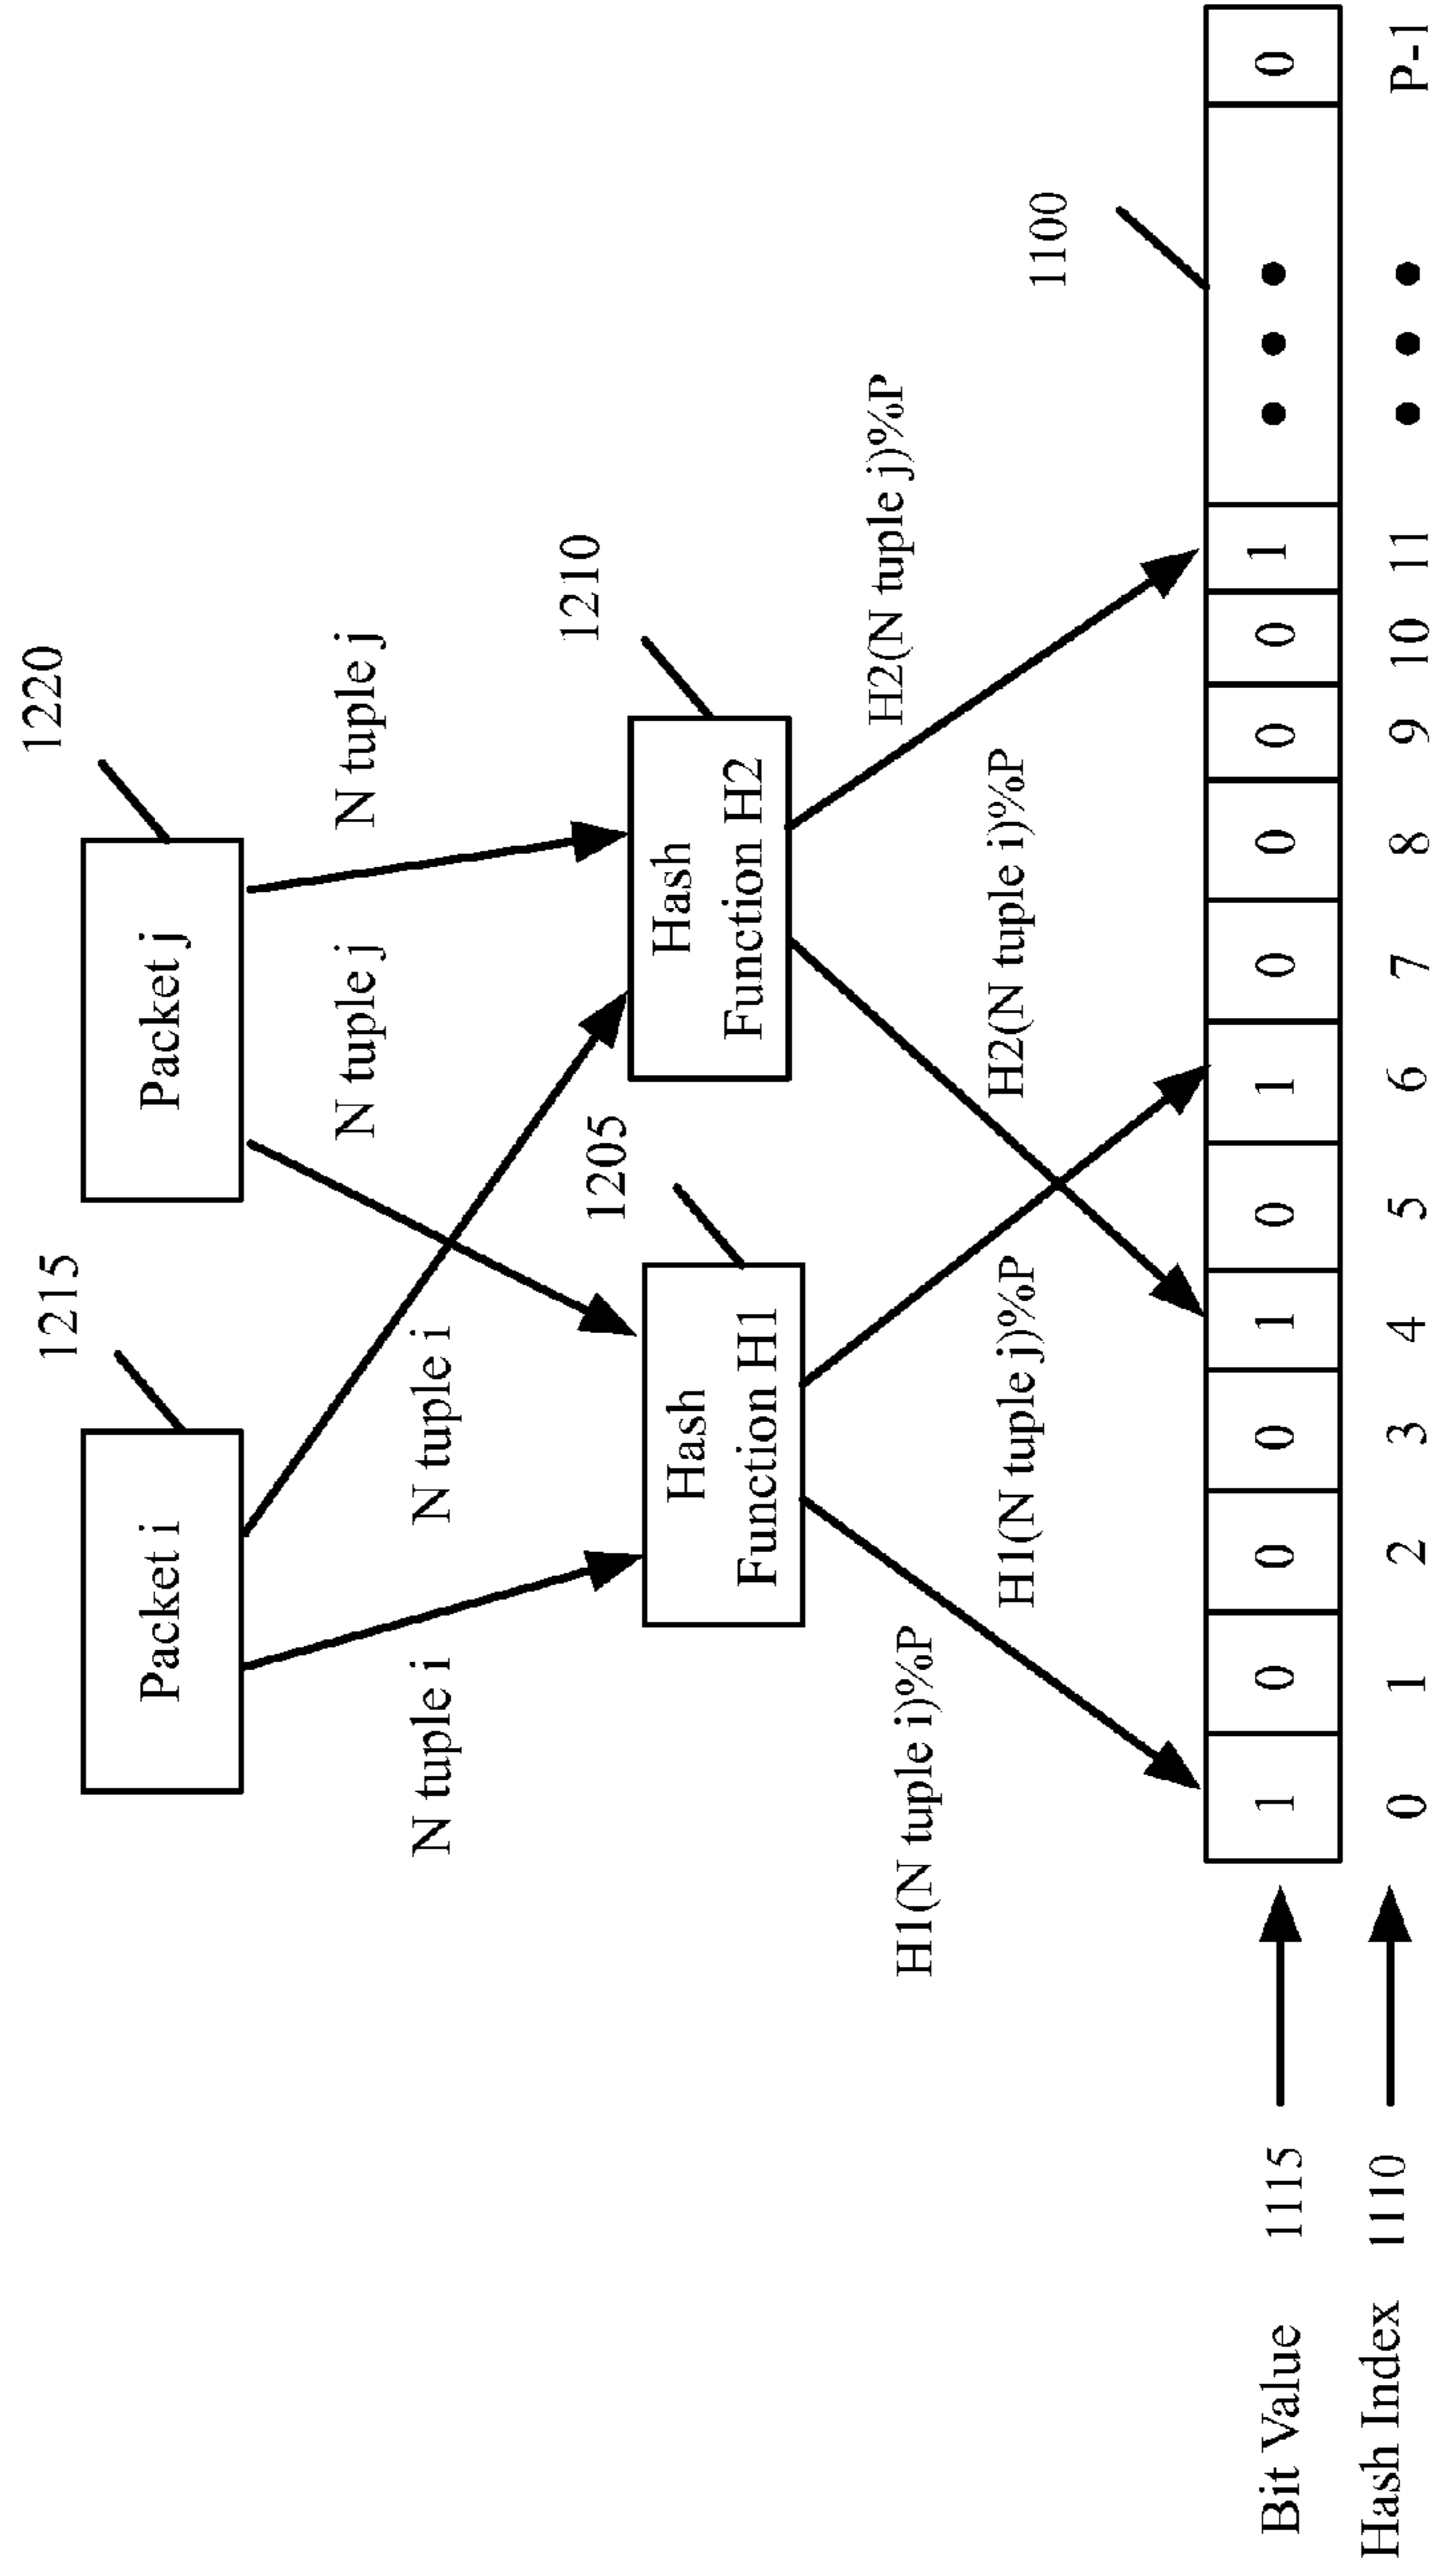 1215
1220
Packet i
Packet j
N tuple j
N tuple j
N tuple i
N tuple i
1205
1210
Hash
Function H1
Hash
Function H2
H1(N tuple i)%P
H1(N tuple j)%P
H2(N tuple i)%P
H2(N tuple j)%P
1100
Bit Value 1115 1 0 0 0 1 0 1 0 0 0 0 1 • • • 0
Hash Index 1110 0 1 2 3 4 5 6 7 8 9 10 11 • • • P-1